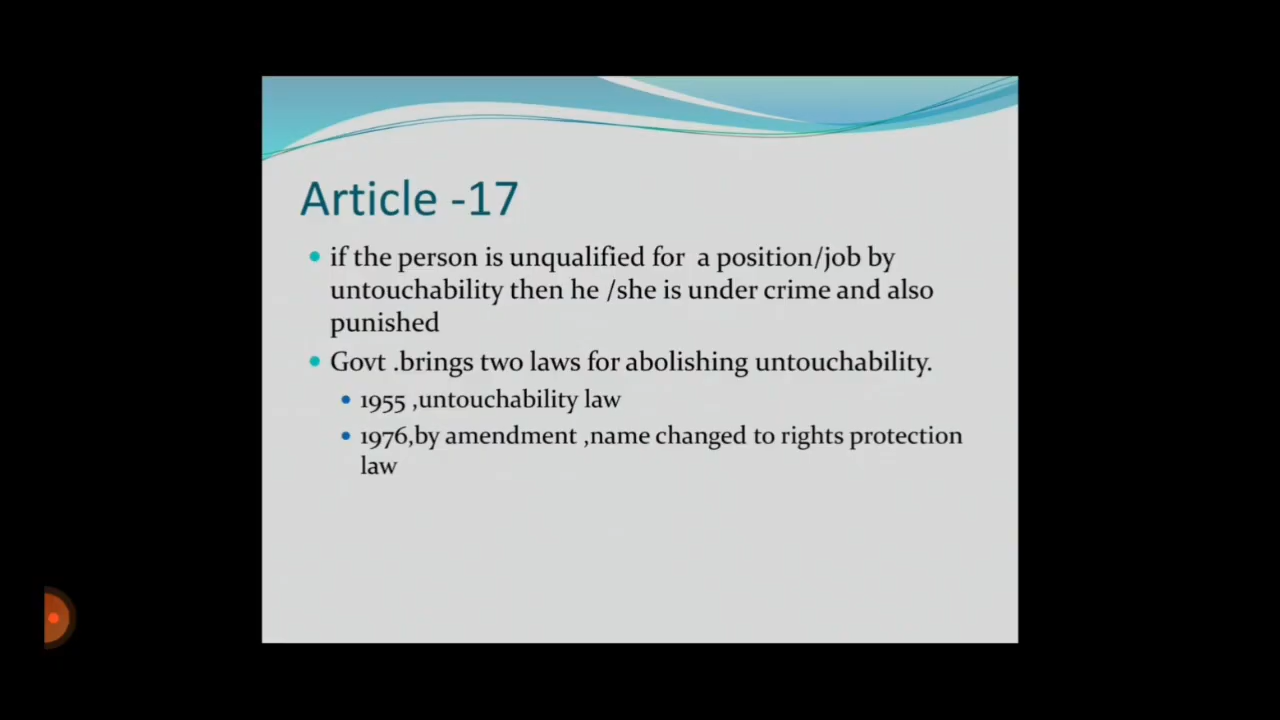 Article -17
if the person is unqualified for a position/job by
untouchability then he /she is under crime and also
punished
Govt .brings two laws for abolishing untouchability.
1955 ,untouchability law
1976,by amendment ,name changed to rights protection
law